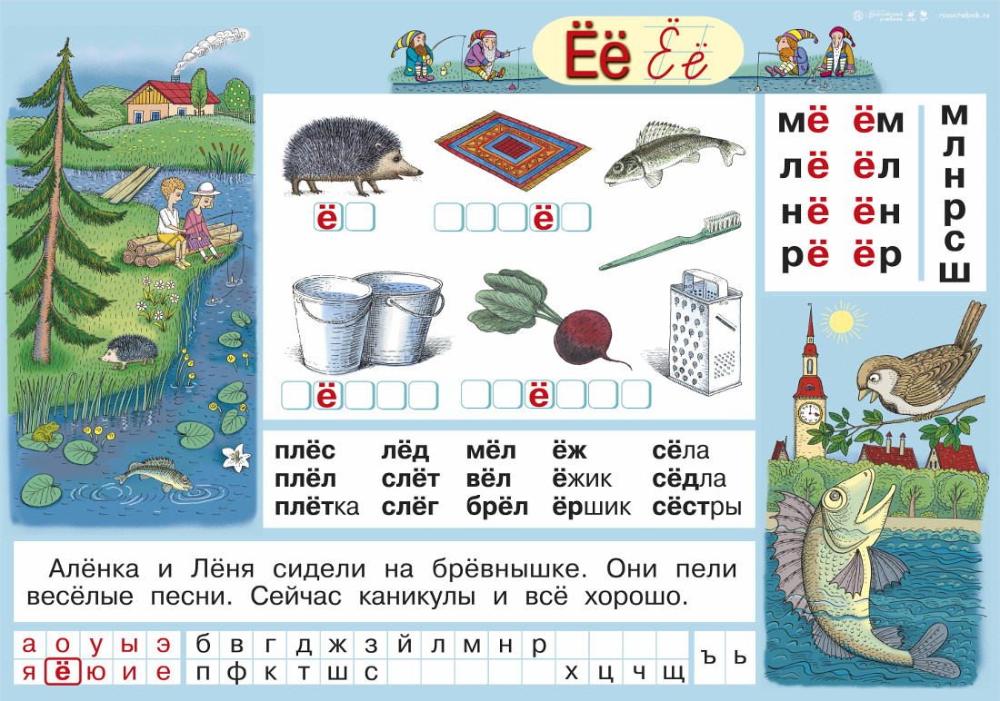 российский учебник
rosuchebnik.ru
Ёё Ёё
ё
ё
ё
ё
мё ём
лё ёл
нё ён
рё ёр
м
л
н
р
с
ш
плёс лёд мёл ёж сёла
плёл слёт вёл ёжик сёдла
плётка слёг брёл ёршик сёстры
Алёнка и Лёня сидели на брёвнышке. Они пели
весёлые песни. Сейчас каникулы и всё хорошо.
а о у ы э б в г д ж з й л м н р
я ё ю и е п ф к т ш с х ц ч щ
ъ ь